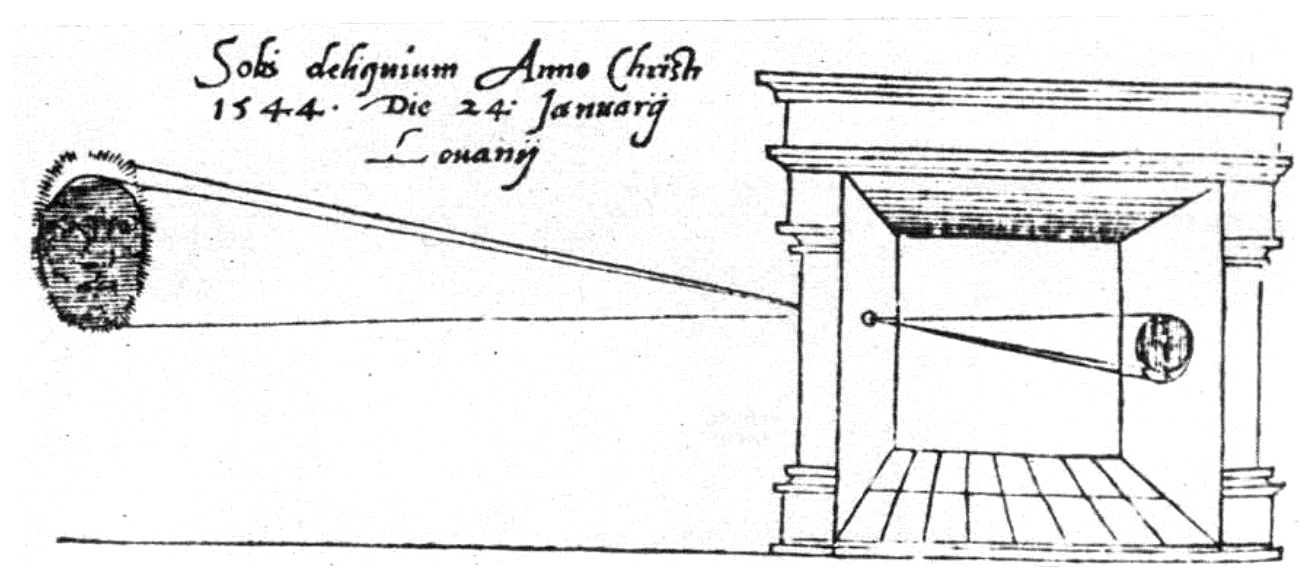 Solis deliquium Anno Christi
1544. Die 24: Januarij
Louanij